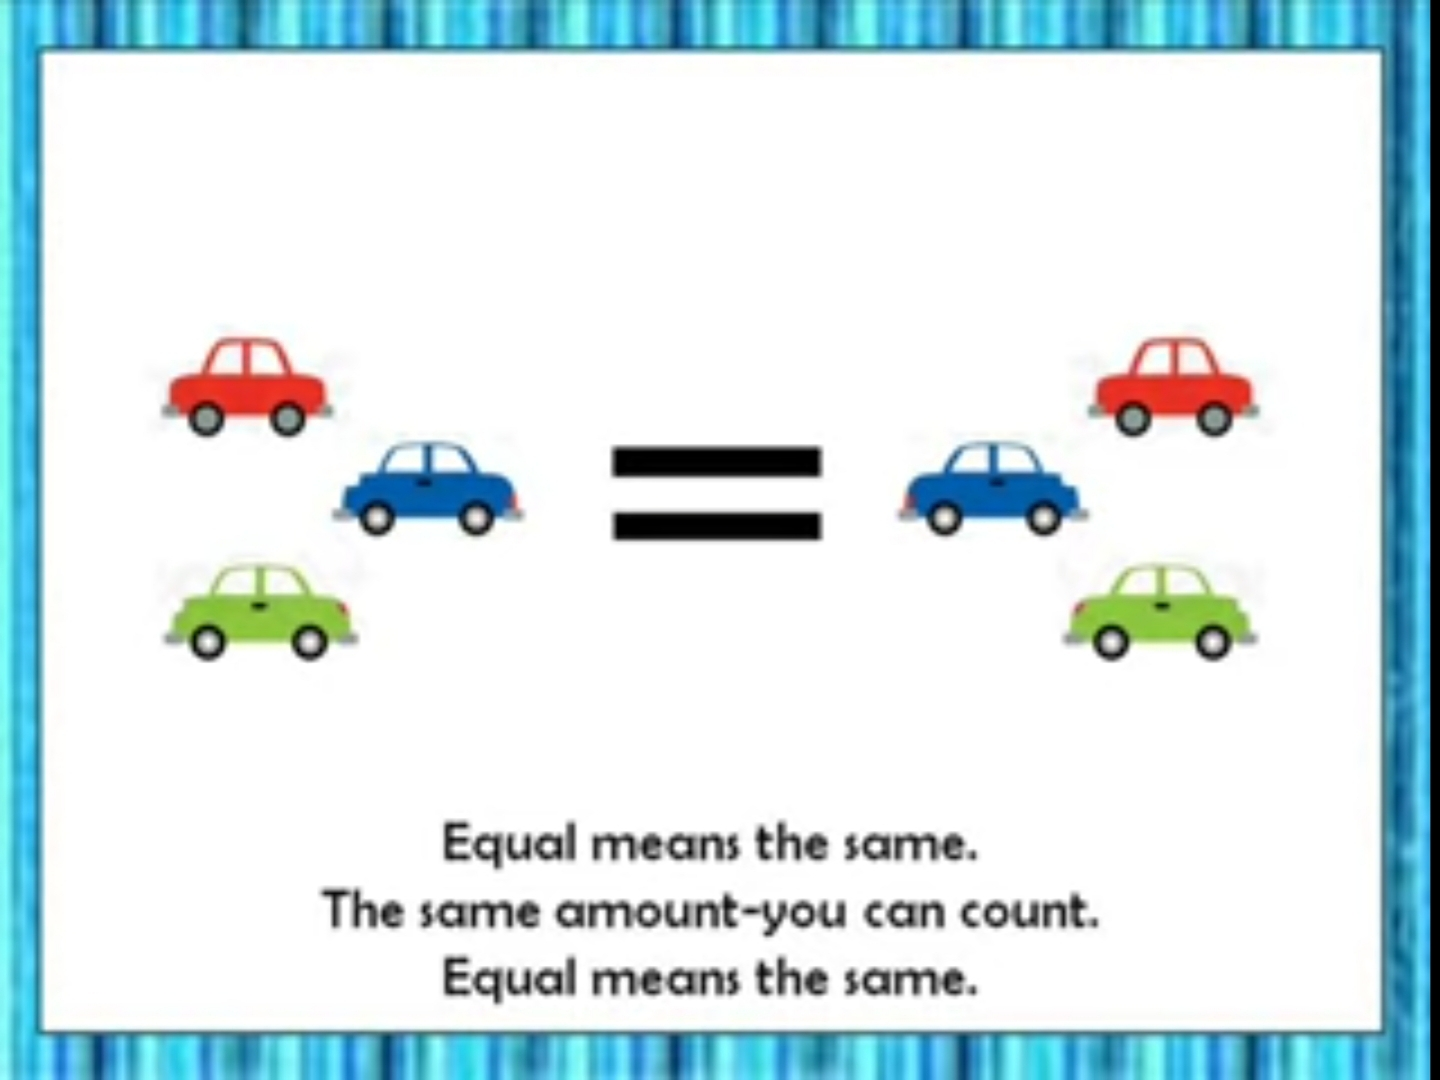 Equal means the same.
The same amount-you can count.
Equal means the same.